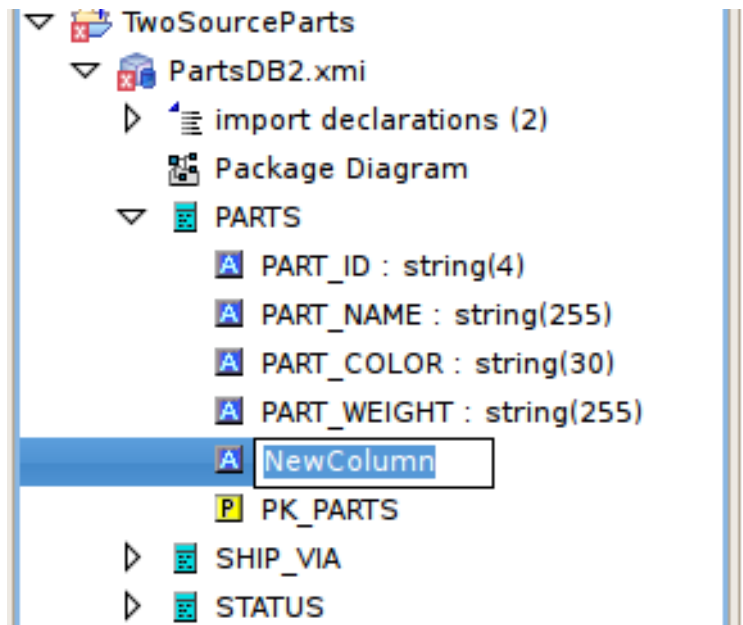 TwoSourceParts
PartsDB2.xmi
import declarations (2)
Package Diagram
PARTS
A PART_ID : string(4)
A PART_NAME : string(255)
A PART_COLOR : string(30)
A PART_WEIGHT : string(255)
A NewColumn
P PK_PARTS
SHIP_VIA
STATUS